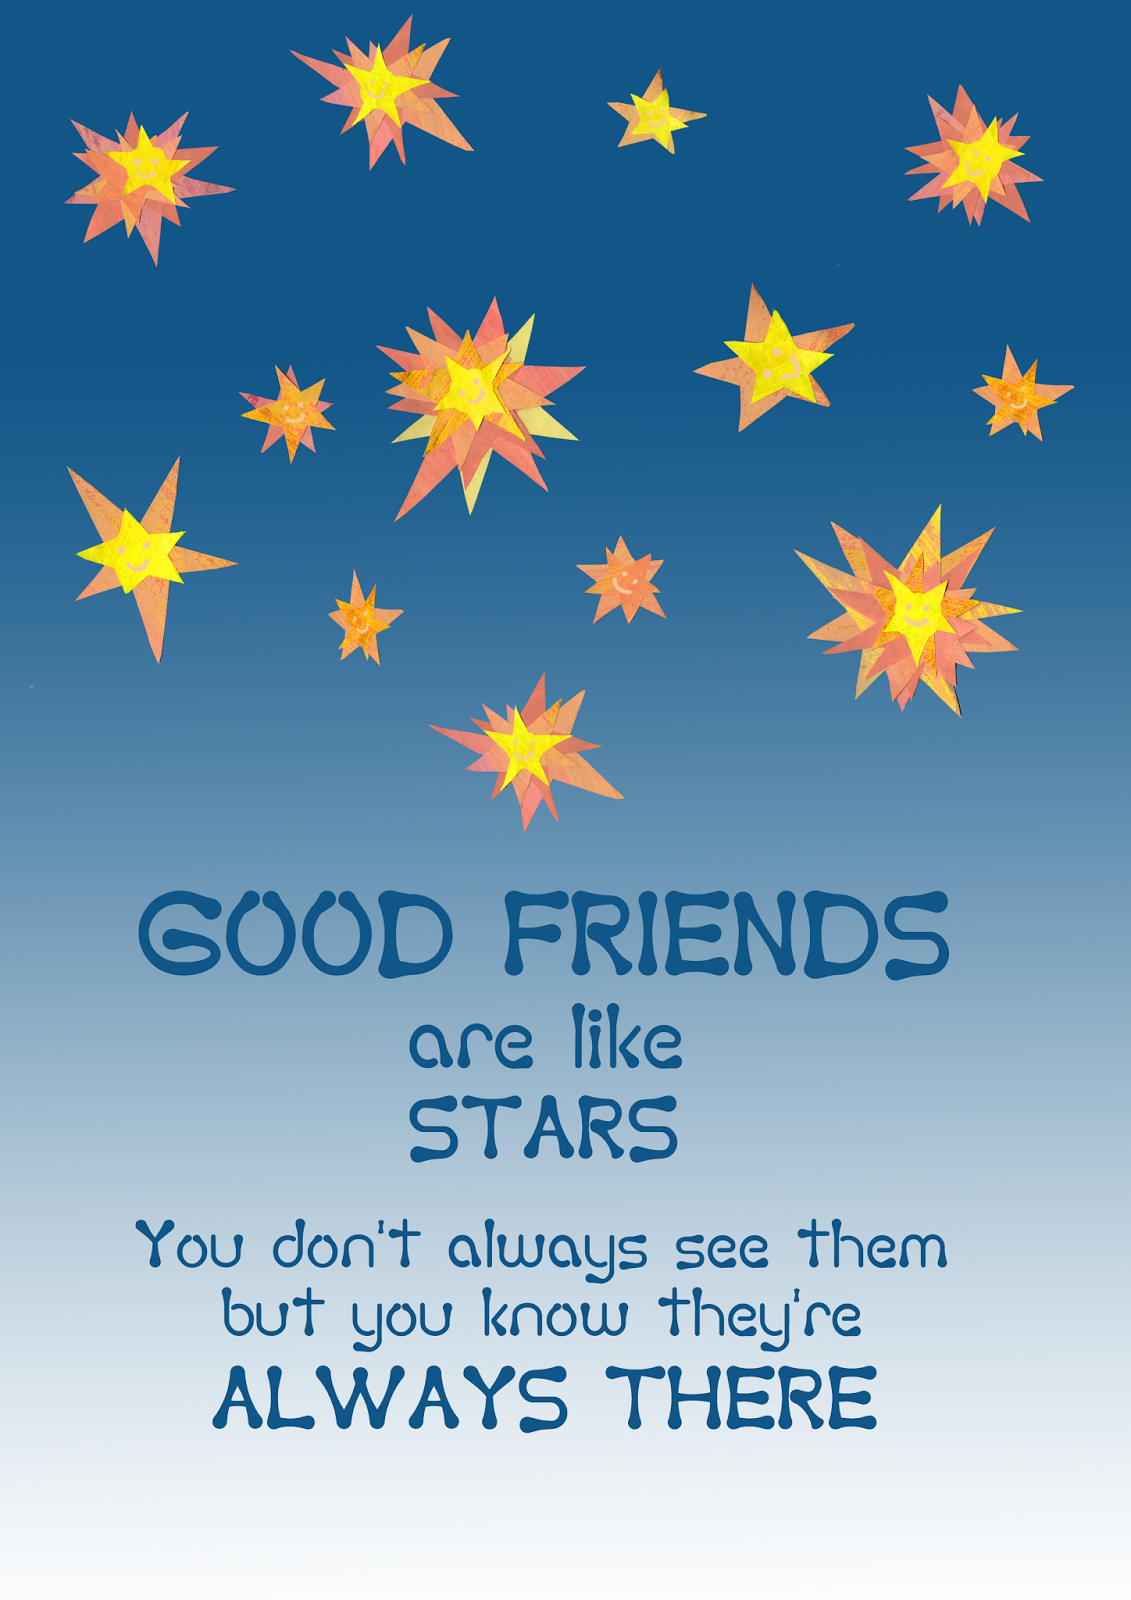 GOOD FRIENDS
are like
STARS
You don't always see them
but you know they're
ALWAYS THERE